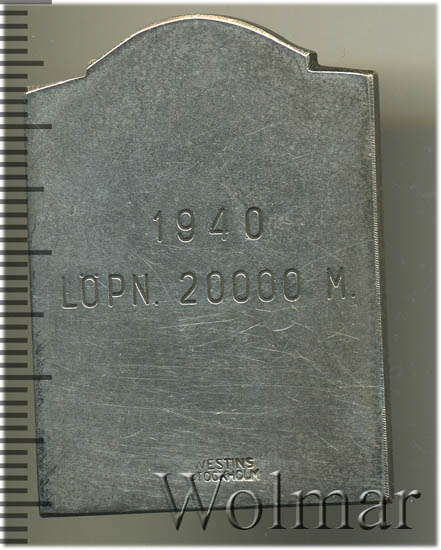 1940
LÖPN. 20000 M.
WESTINS
STOCKHOLM
Wolmar